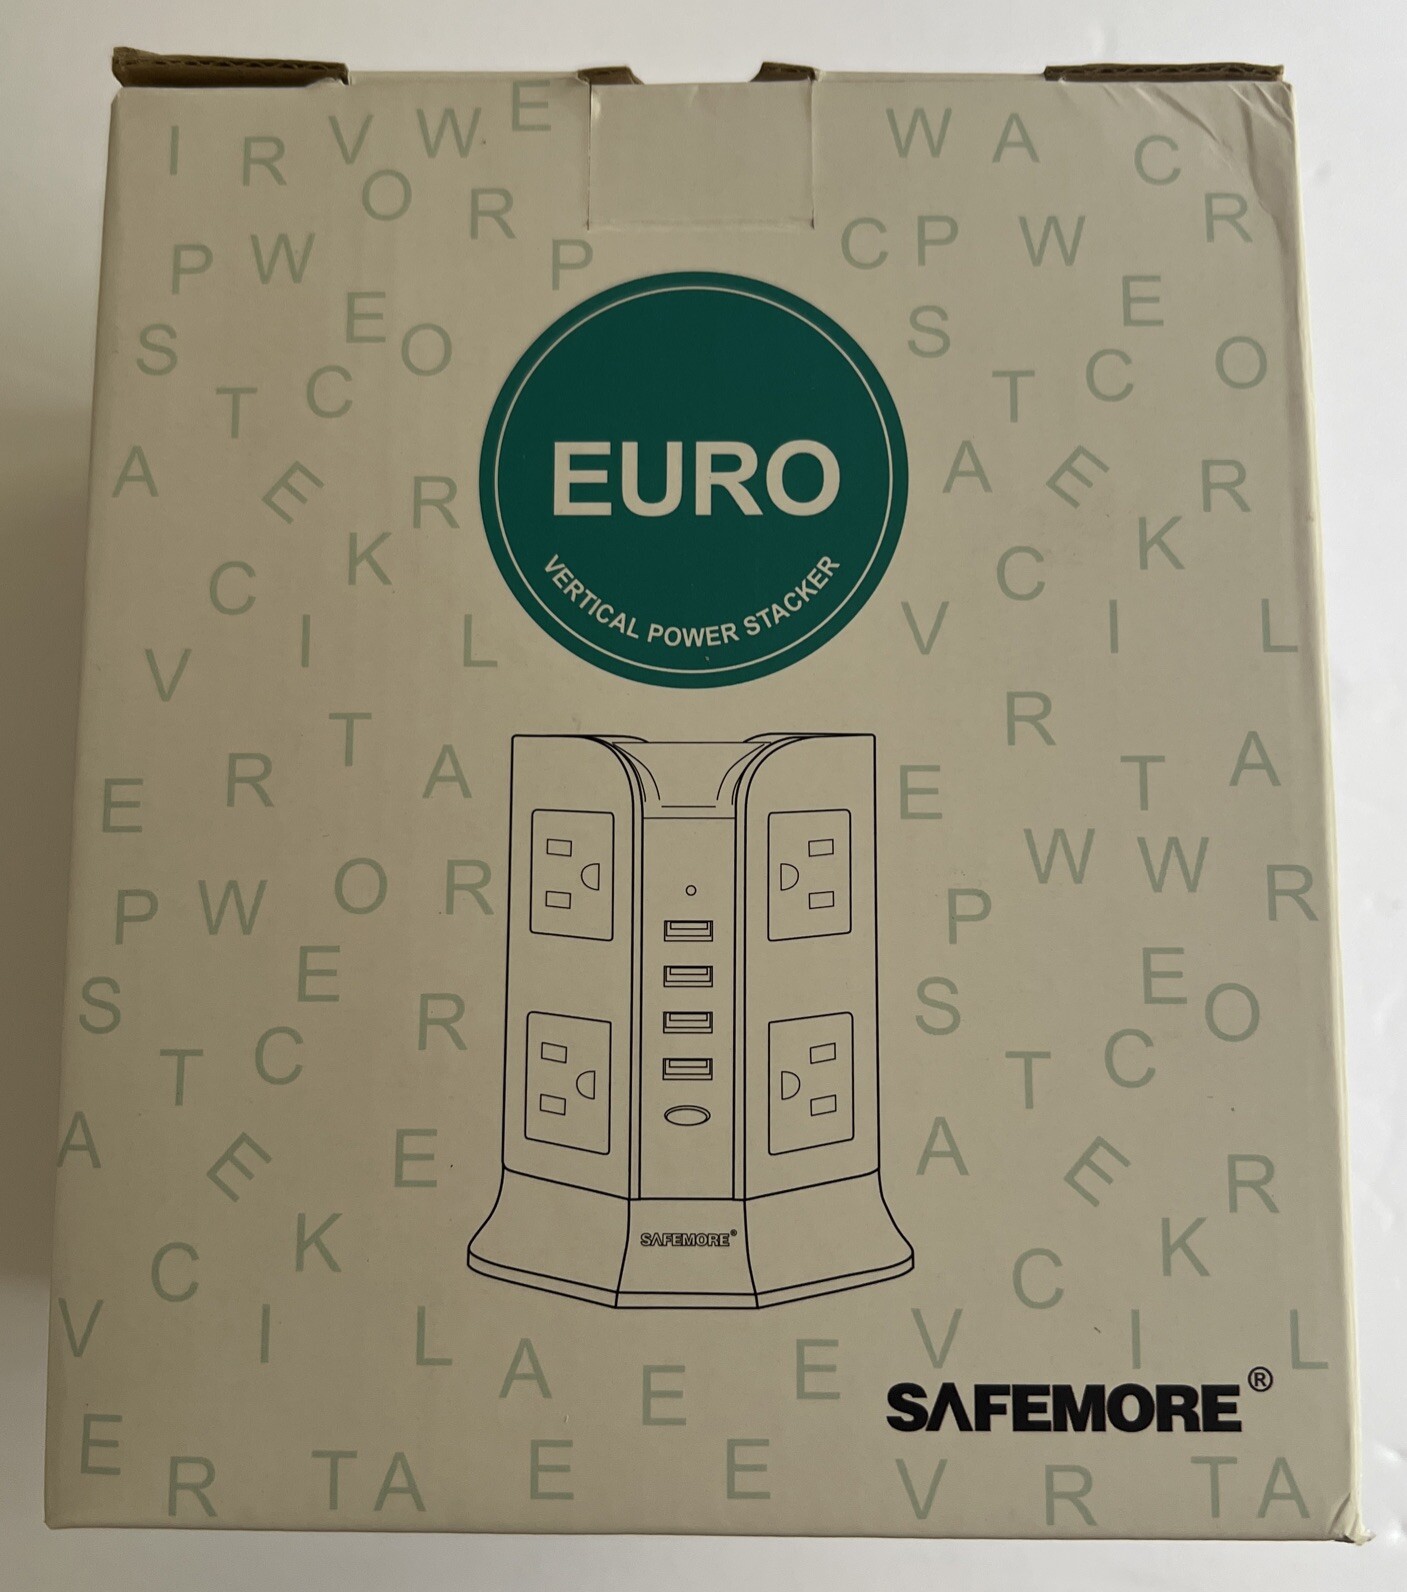 I R V W E W A C
O R R
P W P C P W
E E
S O S O
T C T C
A E R A E R
C K C K
V I L V I L
EURO
VERTICAL POWER STACKER
T R
E R A E T A
W W
P W O R P R
E E
S R S O
T C T C
A E E A E R
C K C K
SAFEMORE®
V I L V I L
A E E
SAFEMORE®
E R T A E E V R T A